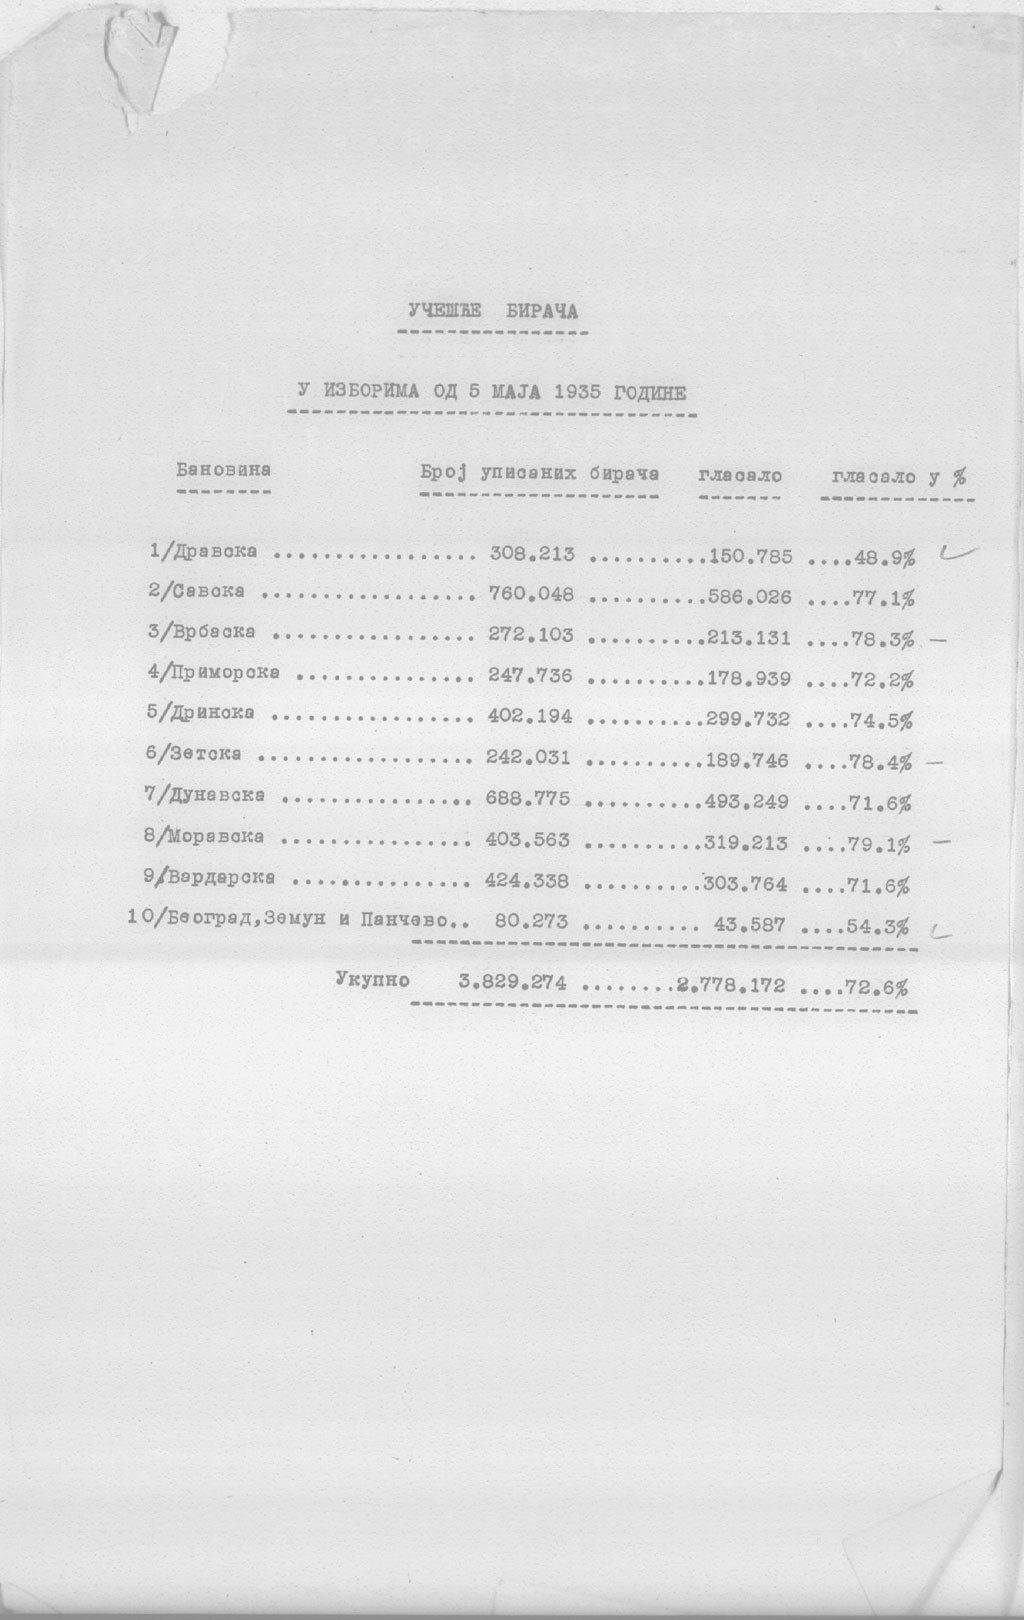 УЧЕШЋЕ БИРАЧА
У ИЗБОРИМА ОД 5 МАЈА 1935 ГОДИНЕ
Бановина Број уписаних бирача гласало гласало у %
1/Дравска ................. 308.213 ..........150.785 ....48.9%
2/Савска .................. 760.048 ..........586.026 ....77.1%
3/Врбаска ................. 272.103 ..........213.131 ....78.3%
4/Приморска ............... 247.736 ..........178.939 ....72.2%
5/Дринска ................. 402.194 ..........299.732 ....74.5%
6/Зетска .................. 242.031 ..........189.746 ....78.4%
7/Дунавска ................ 688.775 ..........493.249 ....71.6%
8/Моравска ................ 403.563 ..........319.213 ....79.1%
9/Вардарска ............... 424.338 ..........303.764 ....71.6%
10/Београд,Земун и Панчево.. 80.273 .......... 43.587 ....54.3%
Укупно 3.829.274 ........2.778.172 ....72.6%